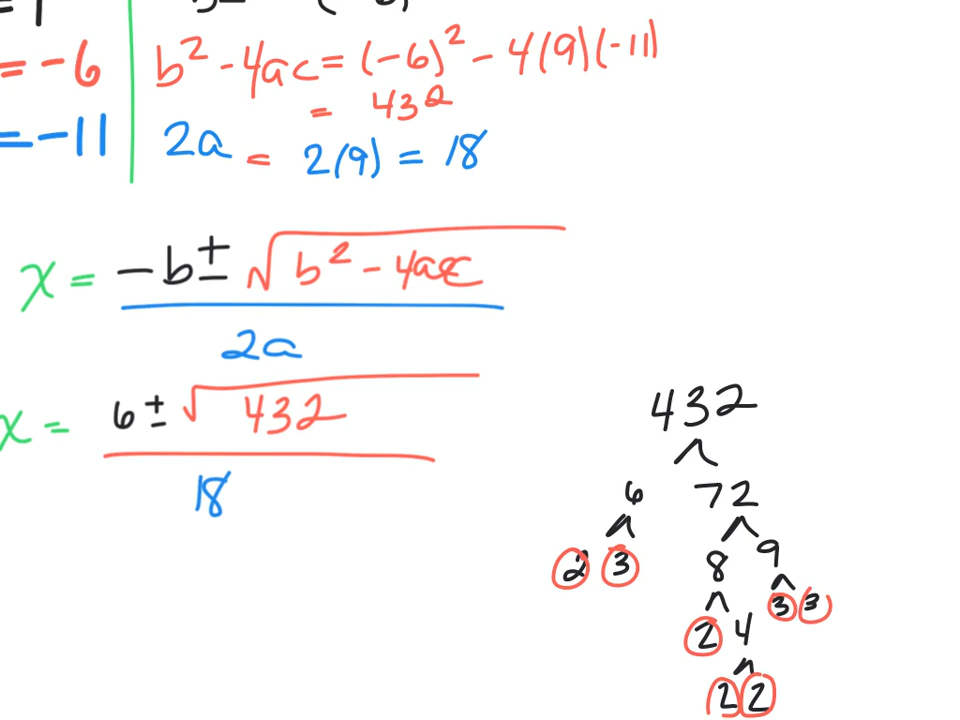 = -6 b² - 4ac = (-6)² - 4(9)(-11)
= 432
= -11 2a = 2(9) = 18
x = -b ± √b² - 4ac
2a
x = 6 ± √432
18
432
6 72
2 3 8 9
2 4 3 3
2 2